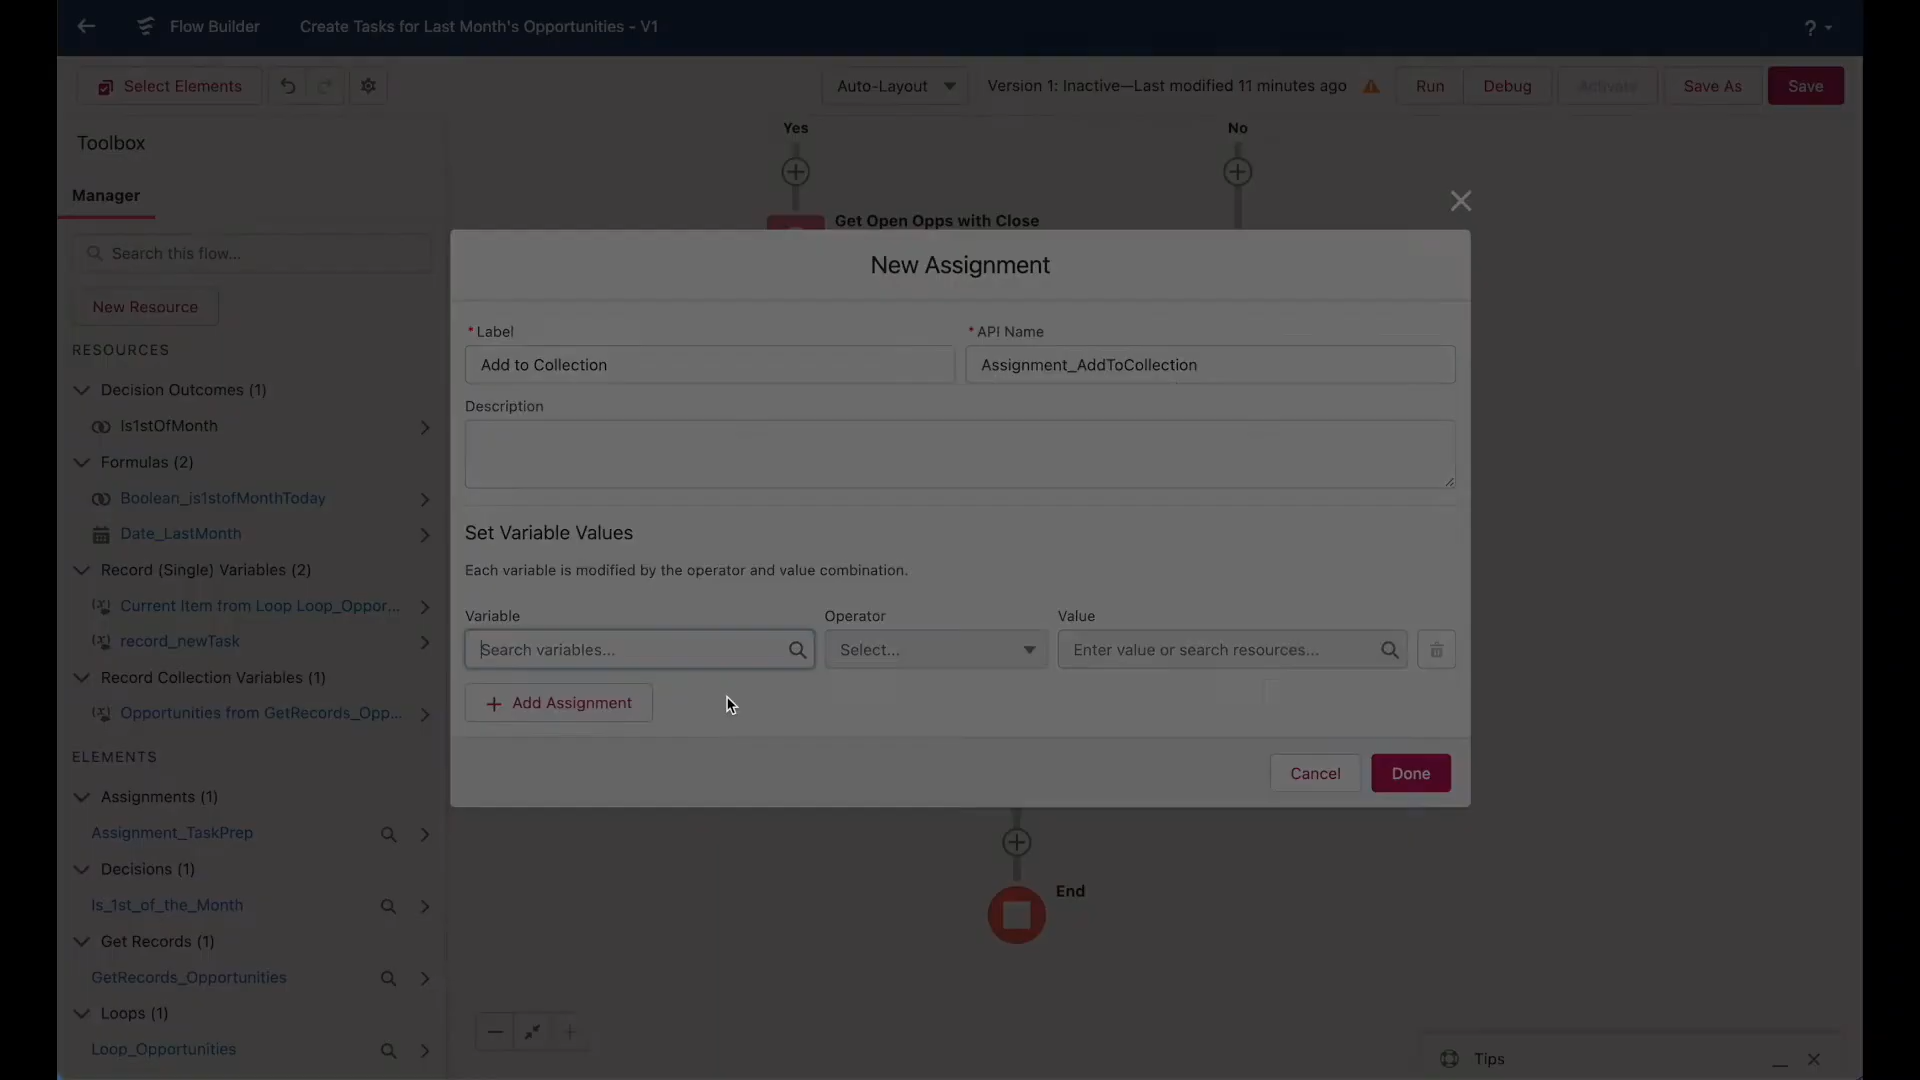 Flow Builder
Create Tasks for Last Month's Opportunities - V1
?
Select Elements
Auto-Layout
Version 1: Inactive—Last modified 11 minutes ago
Run
Debug
Activate
Save As
Save
Toolbox
Manager
Search this flow...
New Resource
RESOURCES
Decision Outcomes (1)
Is1stOfMonth
Formulas (2)
Boolean_is1stofMonthToday
Date_LastMonth
Record (Single) Variables (2)
Current Item from Loop Loop_Oppor...
record_newTask
Record Collection Variables (1)
Opportunities from GetRecords_Opp...
ELEMENTS
Assignments (1)
Assignment_TaskPrep
Decisions (1)
Is_1st_of_the_Month
Get Records (1)
GetRecords_Opportunities
Loops (1)
Loop_Opportunities
Yes
No
Get Open Opps with Close
New Assignment
* Label
* API Name
Add to Collection
Assignment_AddToCollection
Description
Set Variable Values
Each variable is modified by the operator and value combination.
Variable
Operator
Value
Search variables...
Select...
Enter value or search resources...
+ Add Assignment
Cancel
Done
End
Tips